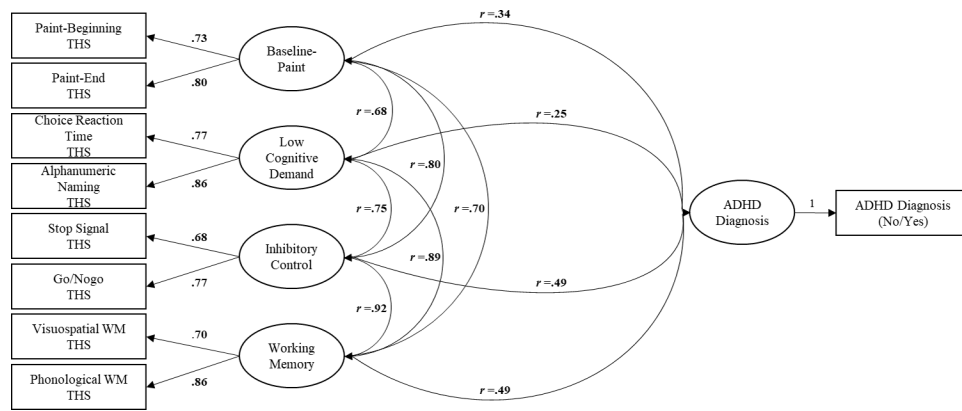 Paint-Beginning
THS
.73
Paint-End
THS
.80
Choice Reaction
Time
THS
.77
Alphanumeric
Naming
THS
.86
Stop Signal
THS
.68
Go/Nogo
THS
.77
Visuospatial WM
THS
.70
Phonological WM
THS
.86
Baseline-
Paint
Low
Cognitive
Demand
Inhibitory
Control
Working
Memory
r =.68
r =.80
r =.75
r =.70
r =.89
r =.92
r =.34
r =.25
r =.49
r =.49
ADHD
Diagnosis
1
ADHD Diagnosis
(No/Yes)